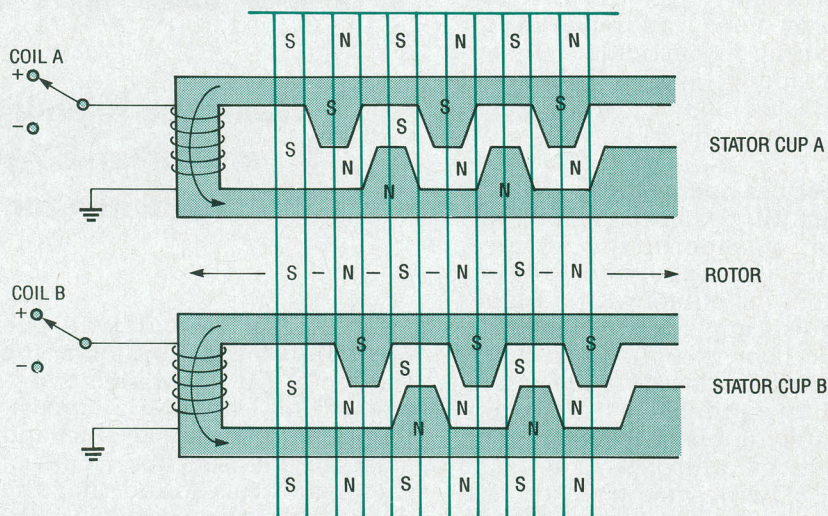 S N S N S N
COIL A
+
S S S
S
−
S
STATOR CUP A
N N N
N N
S – N – S – N – S – N
ROTOR
COIL B
+
S S S
−
S S
S
STATOR CUP B
N N N
N N
S N S N S N